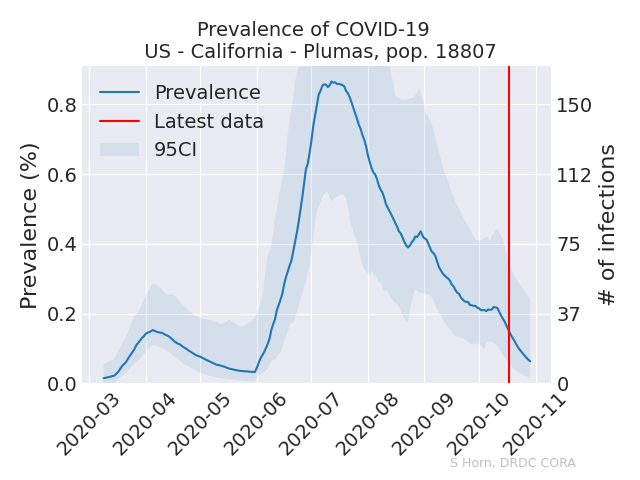 Prevalence of COVID-19
US - California - Plumas, pop. 18807
Prevalence
Latest data
95CI
Prevalence (%)
0.8
0.6
0.4
0.2
0.0
# of infections
150
112
75
37
0
2020-03
2020-04
2020-05
2020-06
2020-07
2020-08
2020-09
2020-10
2020-11
S Horn, DRDC CORA